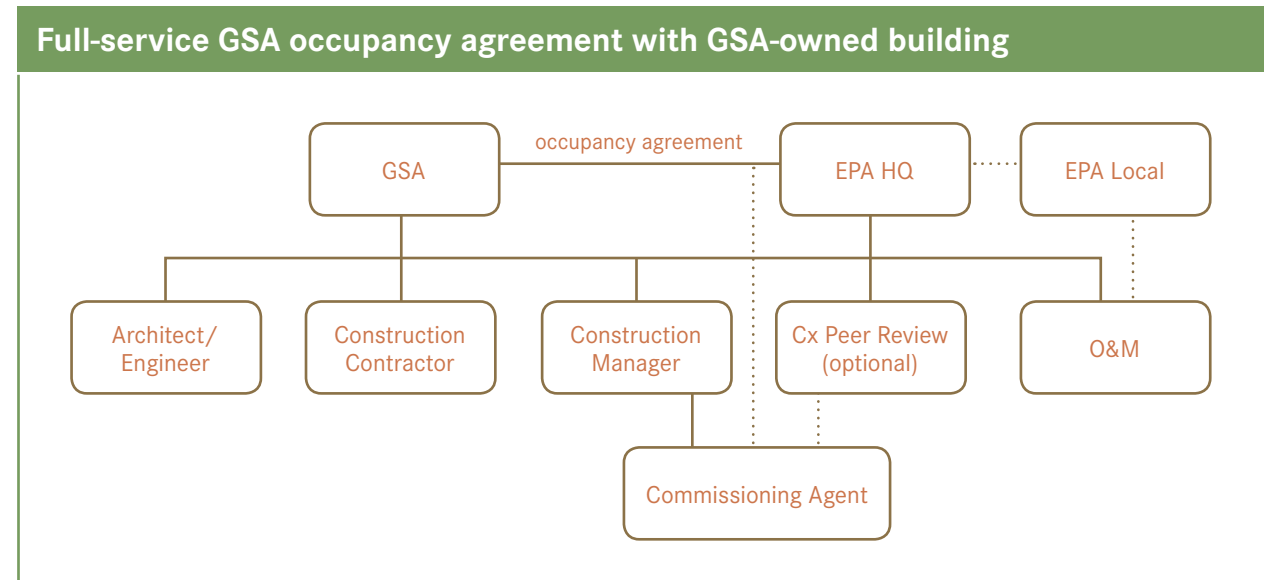 Full-service GSA occupancy agreement with GSA-owned building
occupancy agreement
GSA
EPA HQ
EPA Local
Architect/
Engineer
Construction
Contractor
Construction
Manager
Cx Peer Review
(optional)
O&M
Commissioning Agent